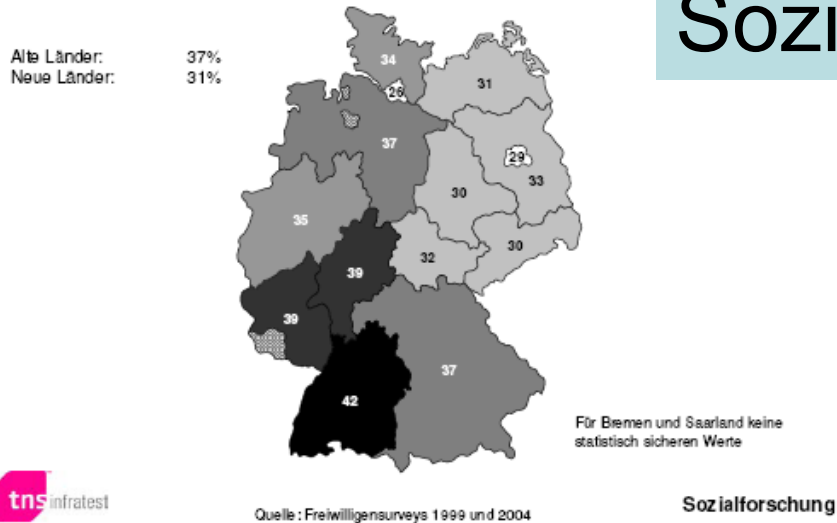 Sozi
Alte Länder: 37%
Neue Länder: 31%
34
26
31
37
29
33
30
35
30
32
39
39
37
42
Für Bremen und Saarland keine
statistisch sicheren Werte
tns infratest
Quelle: Freiwilligensurveys 1999 und 2004
Sozialforschung